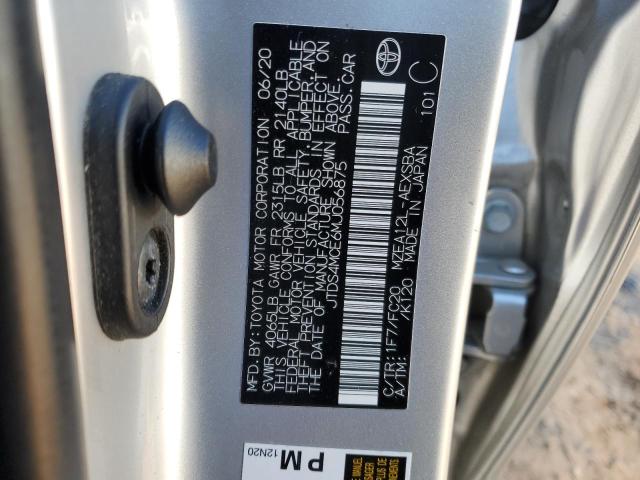 MFD. BY: TOYOTA MOTOR CORPORATION 06/20
GVWR 4065LB GAWR FR 2315LB RR 2140LB
THIS VEHICLE CONFORMS TO ALL APPLICABLE
FEDERAL MOTOR VEHICLE SAFETY, BUMPER, AND
THEFT PREVENTION STANDARDS IN EFFECT ON
THE DATE OF MANUFACTURE SHOWN ABOVE.
JTDS4MCE6MJ056875 PASS. CAR
C/TR: 1F7//EC20 MZEA12L-AEXSBA
A/TM: /K120 MADE IN JAPAN 101 C
PM
12N20